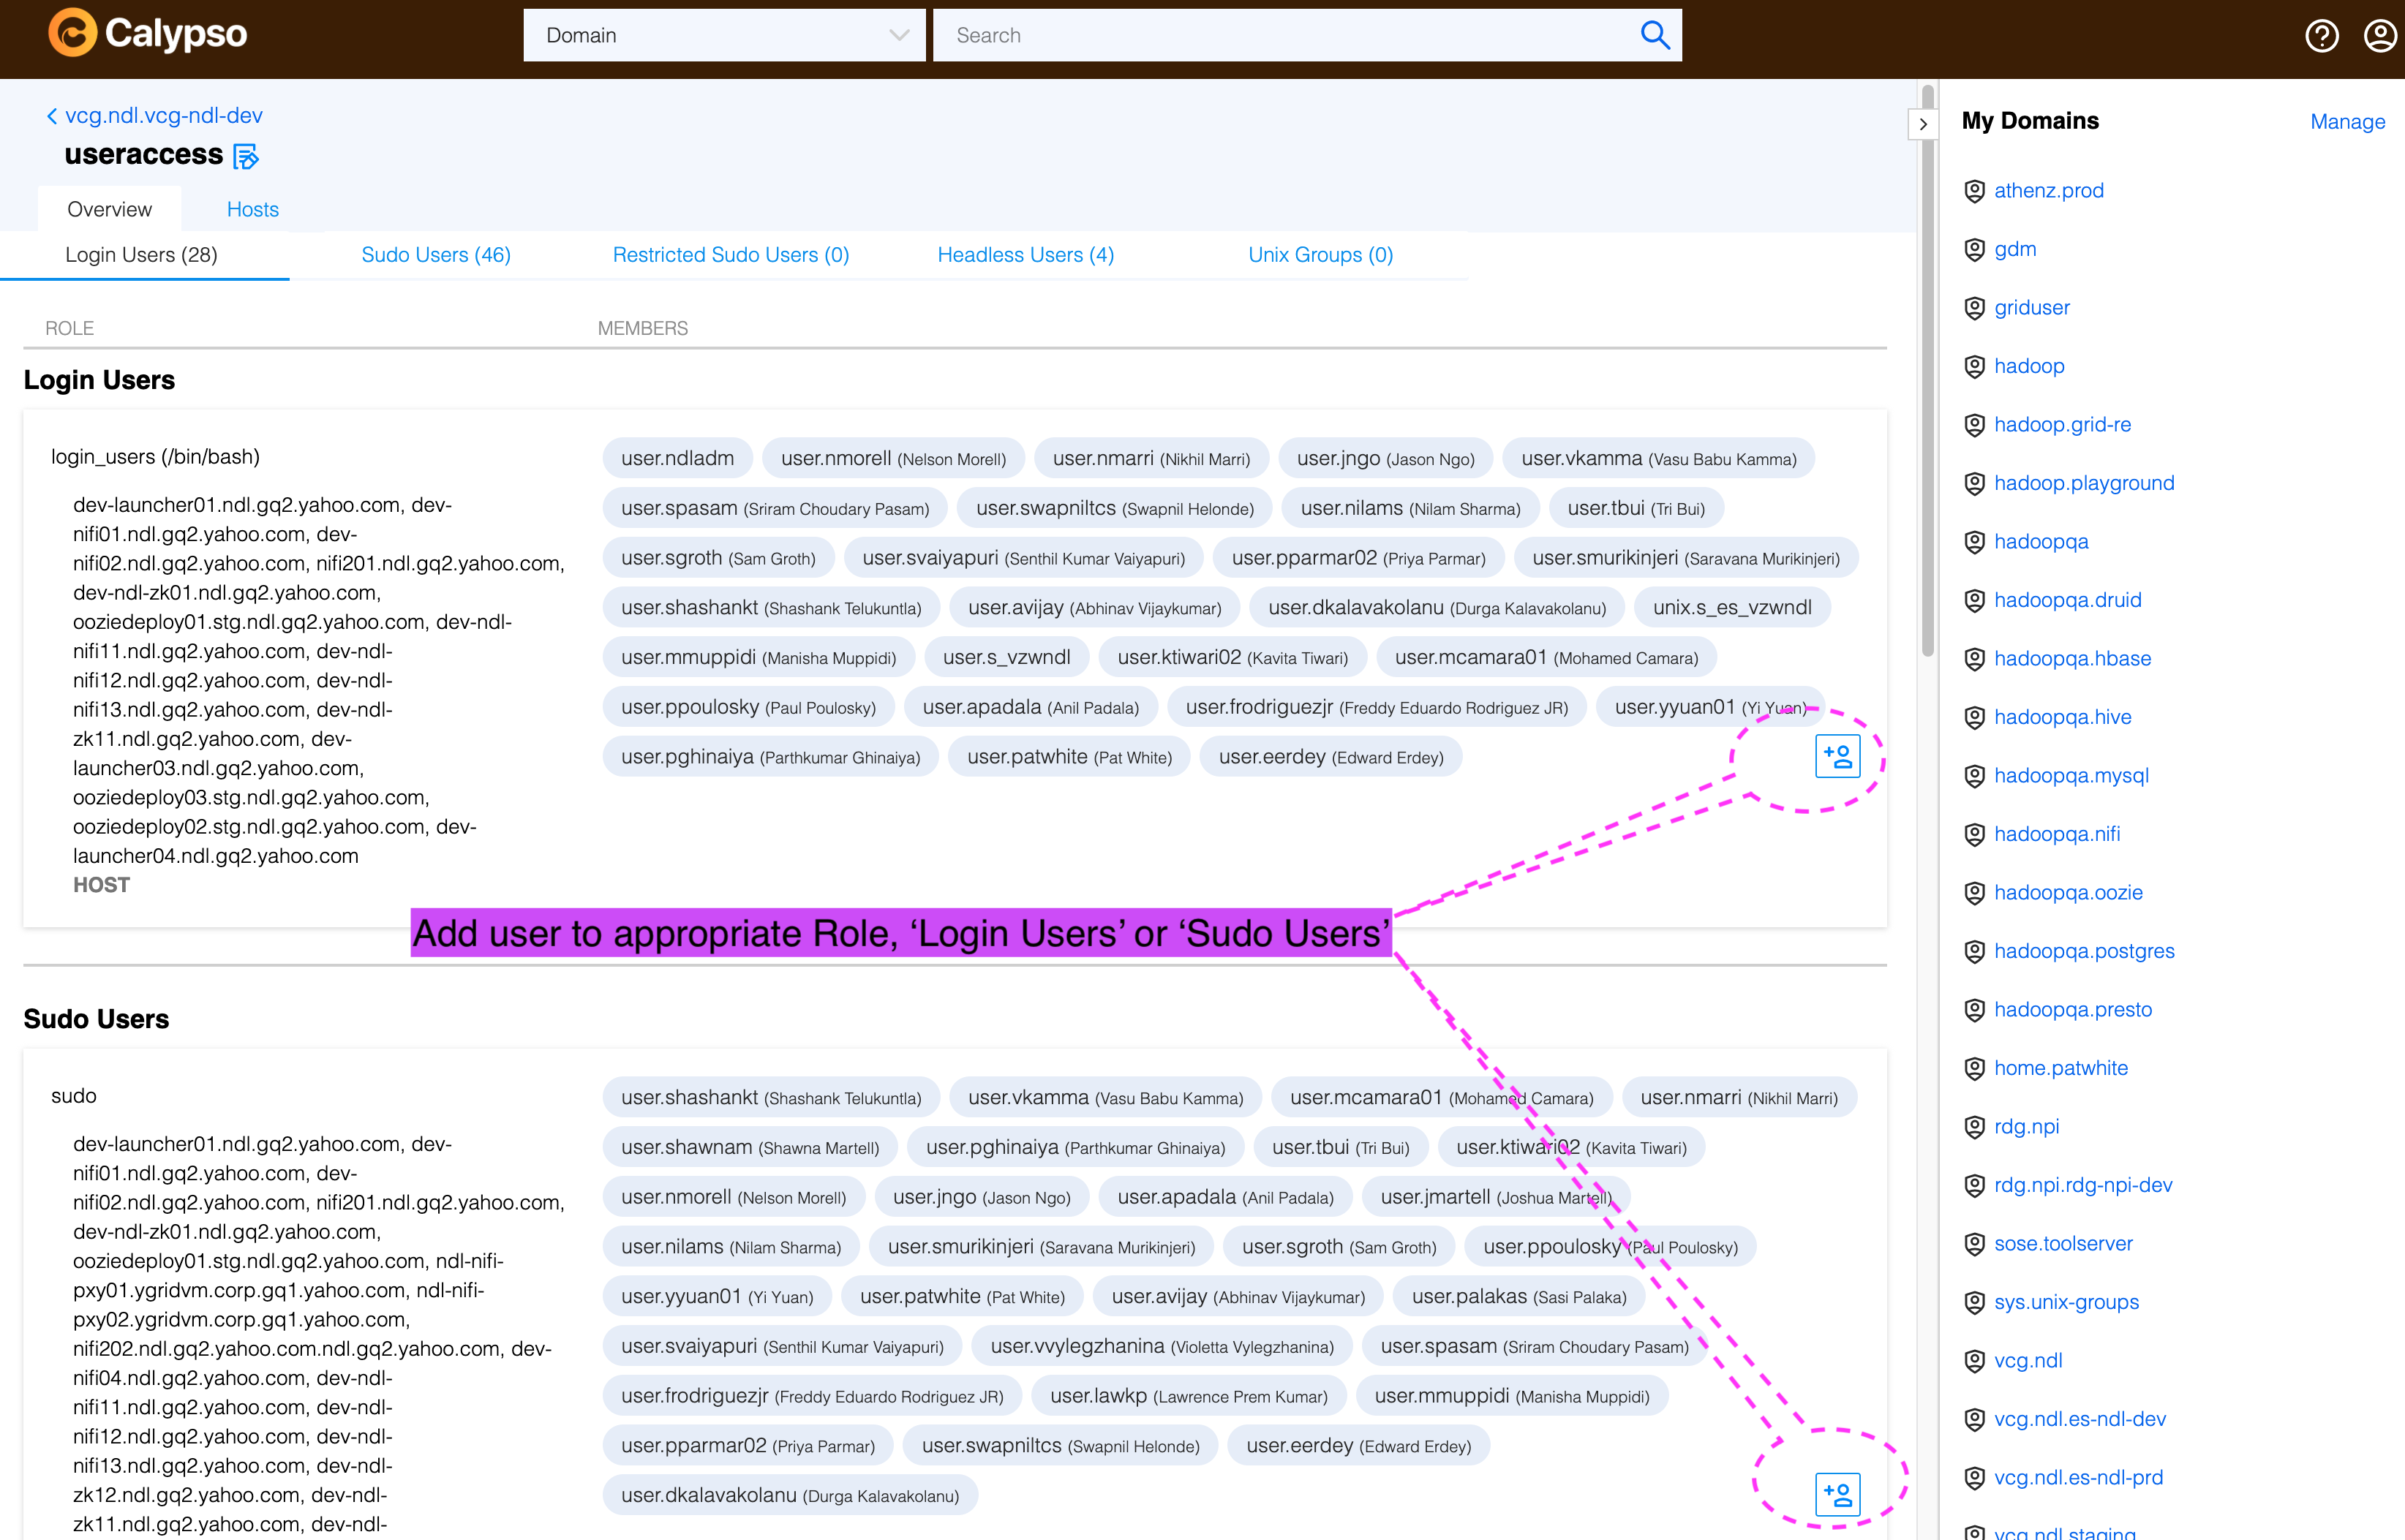 Calypso
Domain
Search
vcg.ndl.vcg-ndl-dev
useraccess
Overview Hosts
Login Users (28) Sudo Users (46) Restricted Sudo Users (0) Headless Users (4) Unix Groups (0)
ROLE MEMBERS
Login Users
login_users (/bin/bash)
dev-launcher01.ndl.gq2.yahoo.com, dev-
nifi01.ndl.gq2.yahoo.com, dev-
nifi02.ndl.gq2.yahoo.com, nifi201.ndl.gq2.yahoo.com,
dev-ndl-zk01.ndl.gq2.yahoo.com,
ooziedeploy01.stg.ndl.gq2.yahoo.com, dev-ndl-
nifi11.ndl.gq2.yahoo.com, dev-ndl-
nifi12.ndl.gq2.yahoo.com, dev-ndl-
nifi13.ndl.gq2.yahoo.com, dev-ndl-
zk11.ndl.gq2.yahoo.com, dev-
launcher03.ndl.gq2.yahoo.com,
ooziedeploy03.stg.ndl.gq2.yahoo.com,
ooziedeploy02.stg.ndl.gq2.yahoo.com, dev-
launcher04.ndl.gq2.yahoo.com
HOST
user.ndladm user.nmorell (Nelson Morell) user.nmarri (Nikhil Marri) user.jngo (Jason Ngo) user.vkamma (Vasu Babu Kamma)
user.spasam (Sriram Choudary Pasam) user.swapniltcs (Swapnil Helonde) user.nilams (Nilam Sharma) user.tbui (Tri Bui)
user.sgroth (Sam Groth) user.svaiyapuri (Senthil Kumar Vaiyapuri) user.pparmar02 (Priya Parmar) user.smurikinjeri (Saravana Murikinjeri)
user.shashankt (Shashank Telukuntla) user.avijay (Abhinav Vijaykumar) user.dkalavakolanu (Durga Kalavakolanu) unix.s_es_vzwndl
user.mmuppidi (Manisha Muppidi) user.s_vzwndl user.ktiwari02 (Kavita Tiwari) user.mcamara01 (Mohamed Camara)
user.ppoulosky (Paul Poulosky) user.apadala (Anil Padala) user.frodriguezjr (Freddy Eduardo Rodriguez JR) user.yyuan01 (Yi Yuan)
user.pghinaiya (Parthkumar Ghinaiya) user.patwhite (Pat White) user.eerdey (Edward Erdey)
Add user to appropriate Role, ‘Login Users’ or ‘Sudo Users’
Sudo Users
sudo
dev-launcher01.ndl.gq2.yahoo.com, dev-
nifi01.ndl.gq2.yahoo.com, dev-
nifi02.ndl.gq2.yahoo.com, nifi201.ndl.gq2.yahoo.com,
dev-ndl-zk01.ndl.gq2.yahoo.com,
ooziedeploy01.stg.ndl.gq2.yahoo.com, ndl-nifi-
pxy01.ygridvm.corp.gq1.yahoo.com, ndl-nifi-
pxy02.ygridvm.corp.gq1.yahoo.com,
nifi202.ndl.gq2.yahoo.com.ndl.gq2.yahoo.com, dev-
nifi04.ndl.gq2.yahoo.com, dev-ndl-
nifi11.ndl.gq2.yahoo.com, dev-ndl-
nifi12.ndl.gq2.yahoo.com, dev-ndl-
nifi13.ndl.gq2.yahoo.com, dev-ndl-
zk12.ndl.gq2.yahoo.com, dev-ndl-
zk11.ndl.gq2.yahoo.com, dev-ndl-
user.shashankt (Shashank Telukuntla) user.vkamma (Vasu Babu Kamma) user.mcamara01 (Mohamed Camara) user.nmarri (Nikhil Marri)
user.shawnam (Shawna Martell) user.pghinaiya (Parthkumar Ghinaiya) user.tbui (Tri Bui) user.ktiwari02 (Kavita Tiwari)
user.nmorell (Nelson Morell) user.jngo (Jason Ngo) user.apadala (Anil Padala) user.jmartell (Joshua Martell)
user.nilams (Nilam Sharma) user.smurikinjeri (Saravana Murikinjeri) user.sgroth (Sam Groth) user.ppoulosky (Paul Poulosky)
user.yyuan01 (Yi Yuan) user.patwhite (Pat White) user.avijay (Abhinav Vijaykumar) user.palakas (Sasi Palaka)
user.svaiyapuri (Senthil Kumar Vaiyapuri) user.vvylegzhanina (Violetta Vylegzhanina) user.spasam (Sriram Choudary Pasam)
user.frodriguezjr (Freddy Eduardo Rodriguez JR) user.lawkp (Lawrence Prem Kumar) user.mmuppidi (Manisha Muppidi)
user.pparmar02 (Priya Parmar) user.swapniltcs (Swapnil Helonde) user.eerdey (Edward Erdey)
user.dkalavakolanu (Durga Kalavakolanu)
My Domains Manage
athenz.prod
gdm
griduser
hadoop
hadoop.grid-re
hadoop.playground
hadoopqa
hadoopqa.druid
hadoopqa.hbase
hadoopqa.hive
hadoopqa.mysql
hadoopqa.nifi
hadoopqa.oozie
hadoopqa.postgres
hadoopqa.presto
home.patwhite
rdg.npi
rdg.npi.rdg-npi-dev
sose.toolserver
sys.unix-groups
vcg.ndl
vcg.ndl.es-ndl-dev
vcg.ndl.es-ndl-prd
vcg.ndl.staging